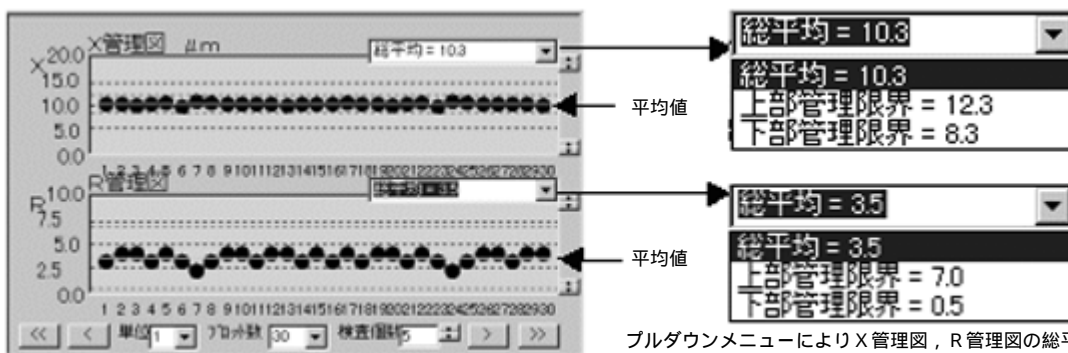 X管理図 μm
総平均 = 10.3
X
20.0
15.0
10.0
5.0
0.0
1 2 3 4 5 6 7 8 9 10 11 12 13 14 15 16 17 18 19 20 21 22 23 24 25 26 27 28 29 30
平均値
R管理図
総平均 = 3.5
R
10.0
7.5
5.0
2.5
0.0
1 2 3 4 5 6 7 8 9 10 11 12 13 14 15 16 17 18 19 20 21 22 23 24 25 26 27 28 29 30
平均値
<< < 単位 1 プロット数 30 検査個数 5 > >>
総平均 = 10.3
総平均 = 10.3
上部管理限界 = 12.3
下部管理限界 = 8.3
総平均 = 3.5
総平均 = 3.5
上部管理限界 = 7.0
下部管理限界 = 0.5
プルダウンメニューによりX管理図，R管理図の総平